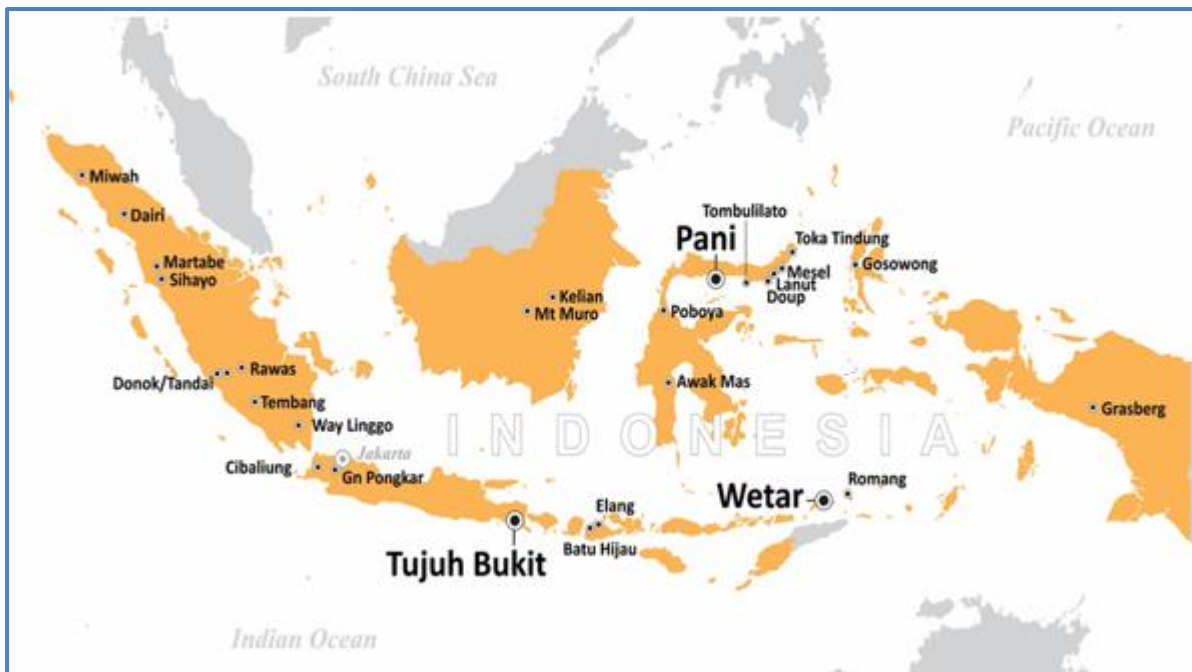 South China Sea
Pacific Ocean
Miwah
Dairi
Martabe
Sihayo
Tombulilato
Pani
Toka Tindung
Mesel
Lanut
Doup
Gosowong
Kelian
Mt Muro
Poboya
Donok/Tandai
Rawas
Awak Mas
Tembang
Grasberg
Way Linggo
INDONESIA
Jakarta
Cibaliung
Gn Pongkar
Romang
Wetar
Elang
Batu Hijau
Tujuh Bukit
Indian Ocean